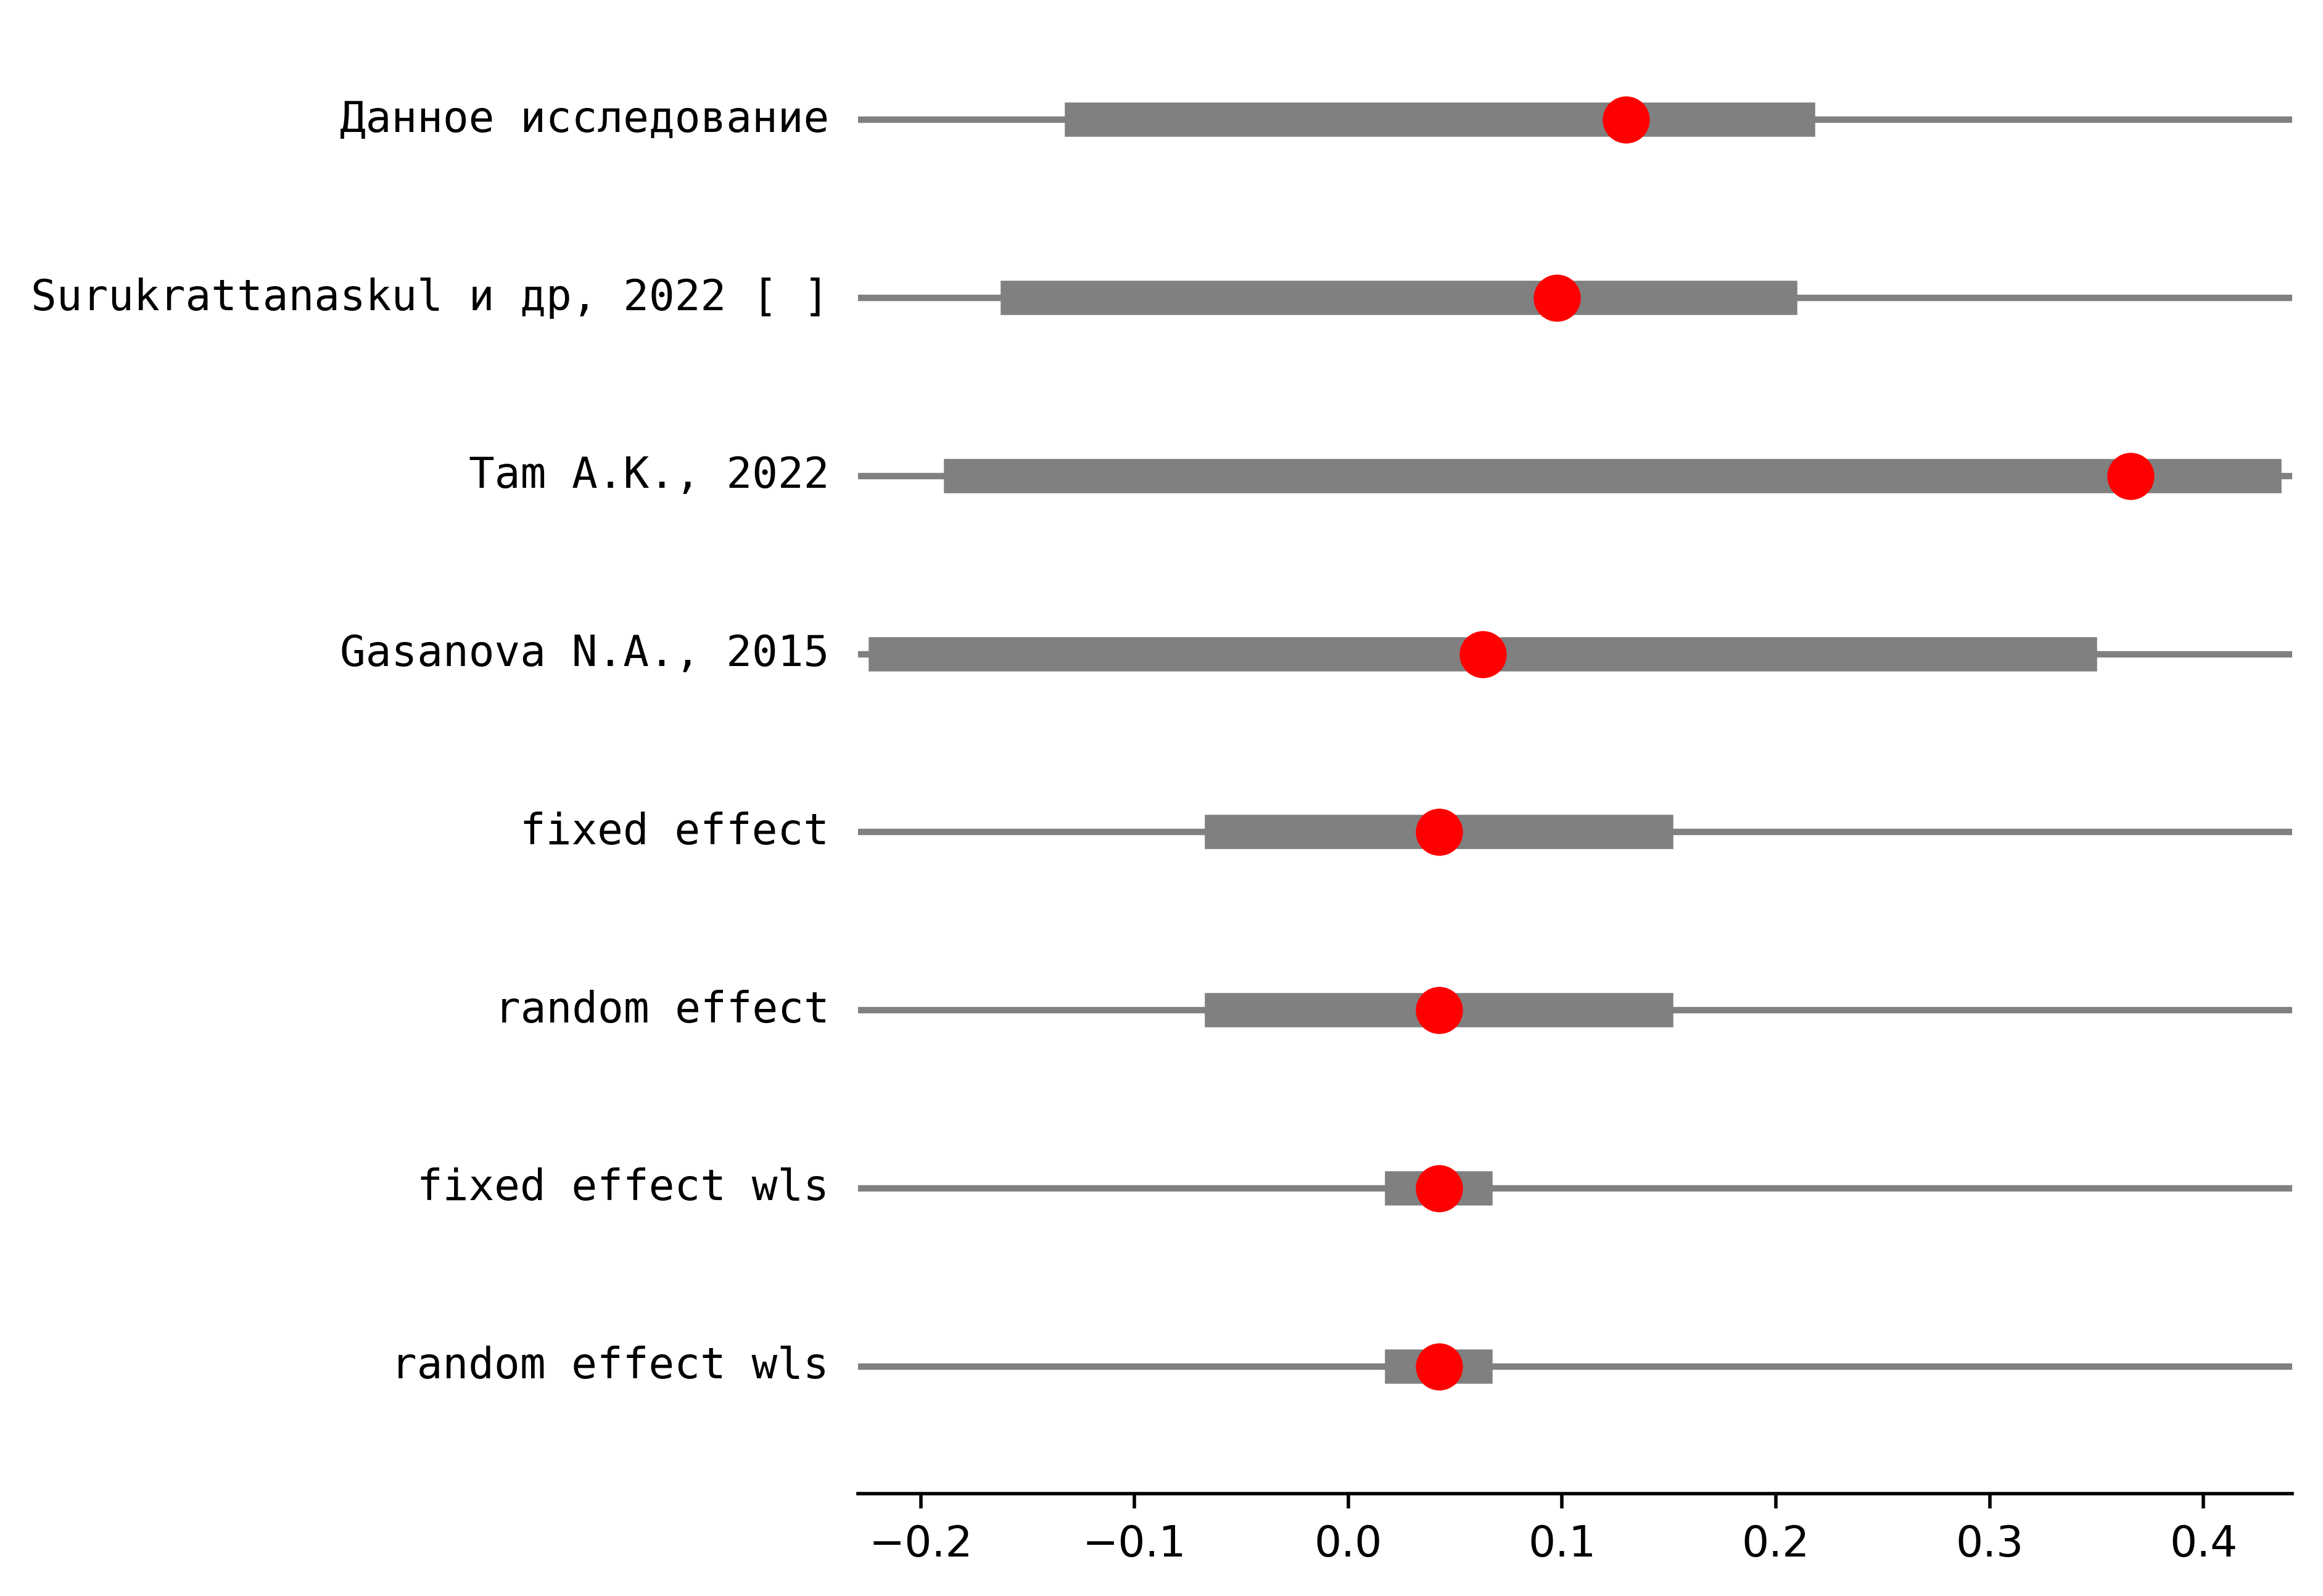 Данное исследование
Surukrattanaskul и др, 2022 [ ]
Tam A.K., 2022
Gasanova N.A., 2015
fixed effect
random effect
fixed effect wls
random effect wls
−0.2 −0.1 0.0 0.1 0.2 0.3 0.4